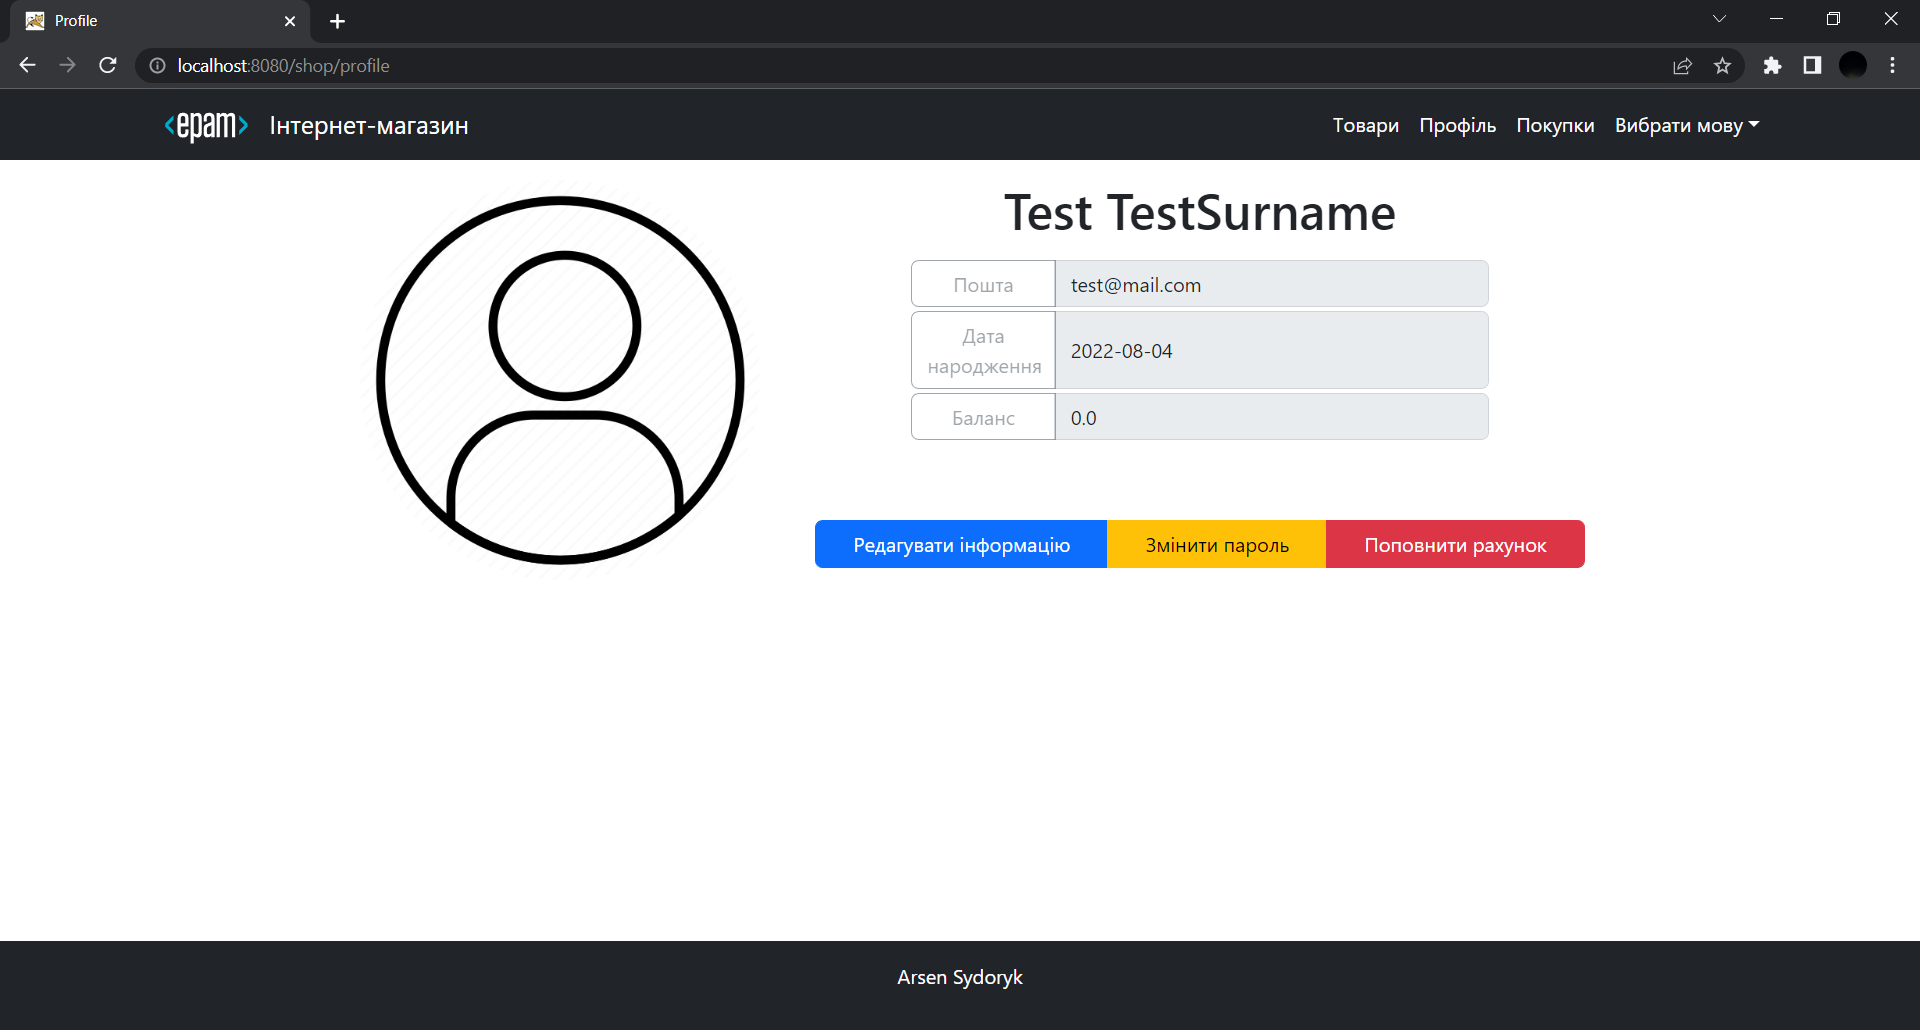 Profile
localhost:8080/shop/profile
<epam> Інтернет-магазин
Товари Профіль Покупки Вибрати мову
Test TestSurname
Пошта test@mail.com
Дата
народження
2022-08-04
Баланс 0.0
Редагувати інформацію Змінити пароль Поповнити рахунок
Arsen Sydoryk